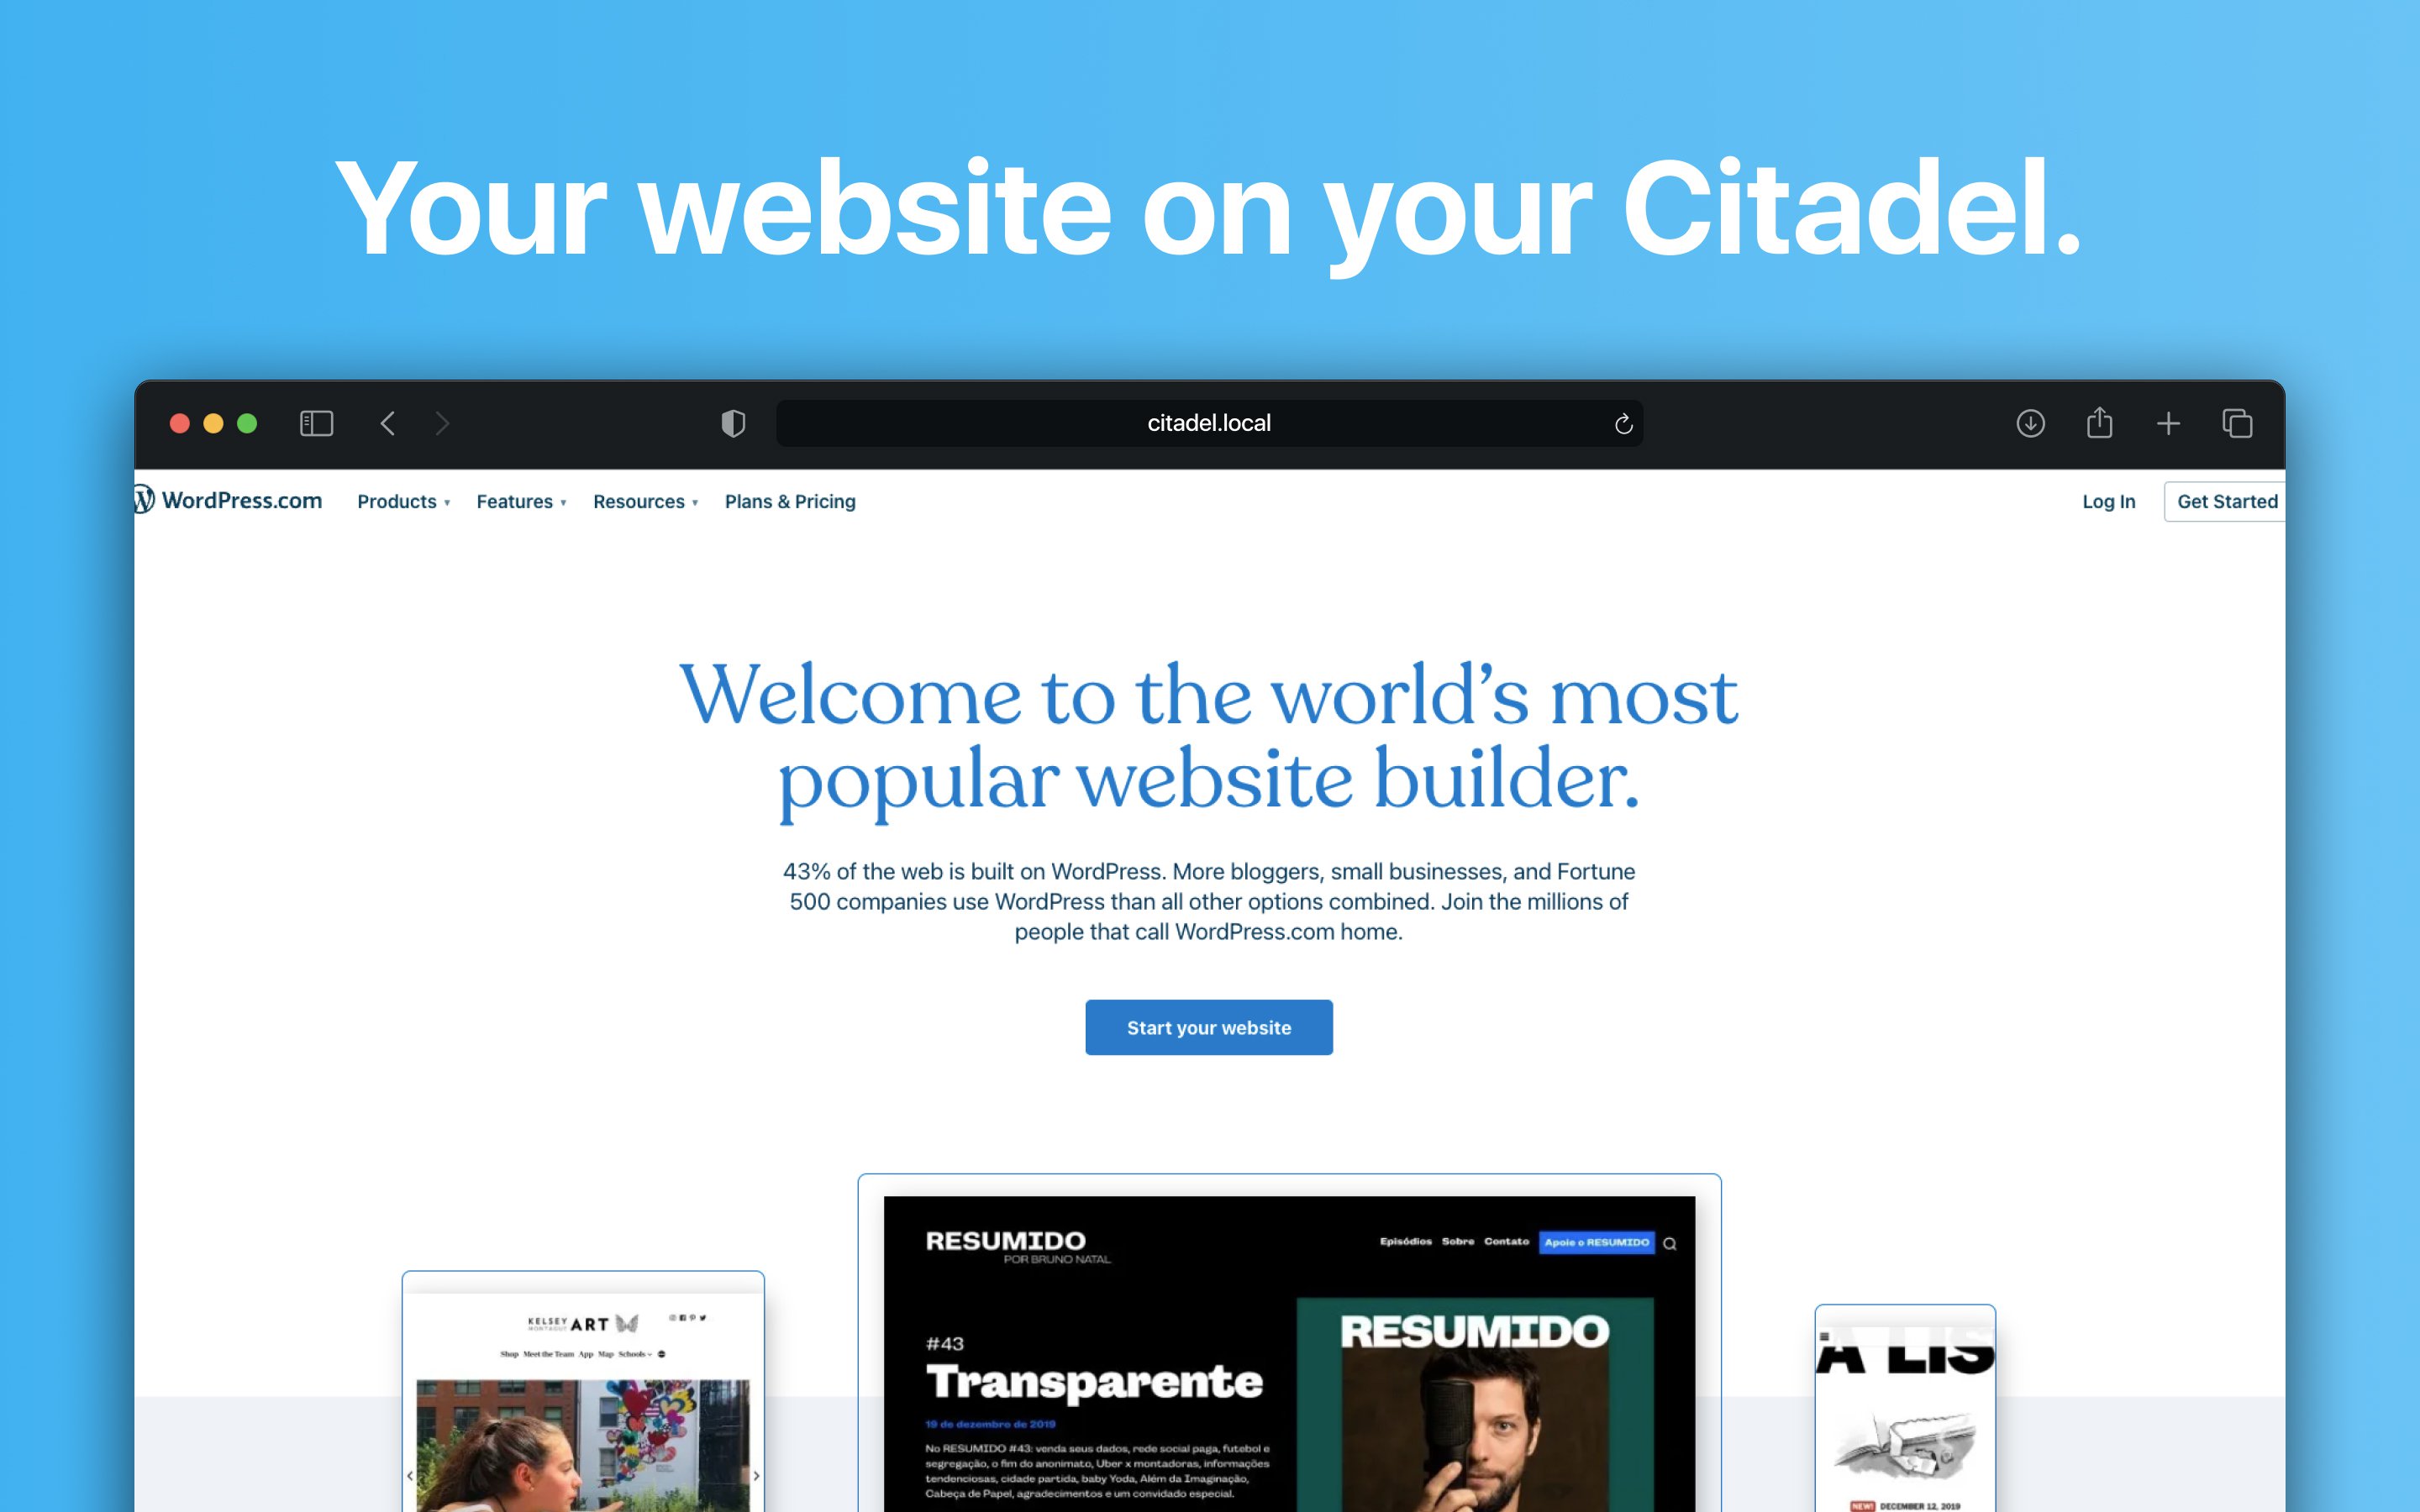 Your website on your Citadel.
citadel.local
WordPress.com Products Features Resources Plans & Pricing Log In Get Started
Welcome to the world's most
popular website builder.
43% of the web is built on WordPress. More bloggers, small businesses, and Fortune
500 companies use WordPress than all other options combined. Join the millions of
people that call WordPress.com home.
Start your website
KELSEY
MONTAGUE
ART
Shop Meet the Team App Map Schools
RESUMIDO
POR BRUNO NATAL
Episódios Sobre Contato Apoie o RESUMIDO
#43
Transparente
19 de dezembro de 2019
No RESUMIDO #43: venda seus dados, rede social paga, futebol e
segregação, o fim do anonimato, Uber x montadoras, informações
tendenciosas, cidade partida, baby Yoda, Além da Imaginação,
Cabeça de Papel, agradecimentos e um convidado especial.
RESUMIDO
A LIS
NEW! DECEMBER 12, 2019